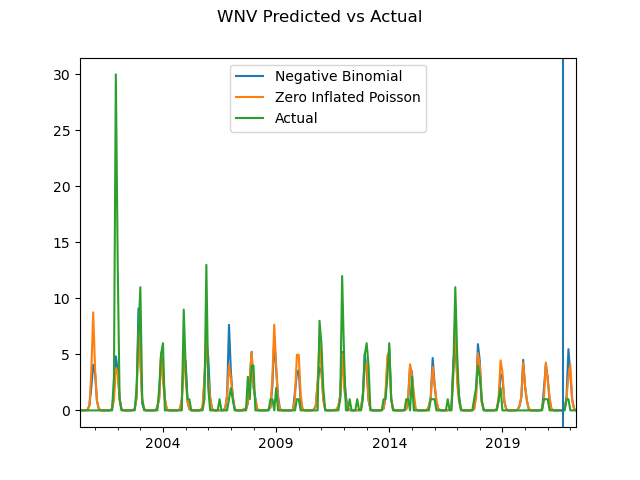 WNV Predicted vs Actual
Negative Binomial
Zero Inflated Poisson
Actual
30
25
20
15
10
5
0
2004 2009 2014 2019